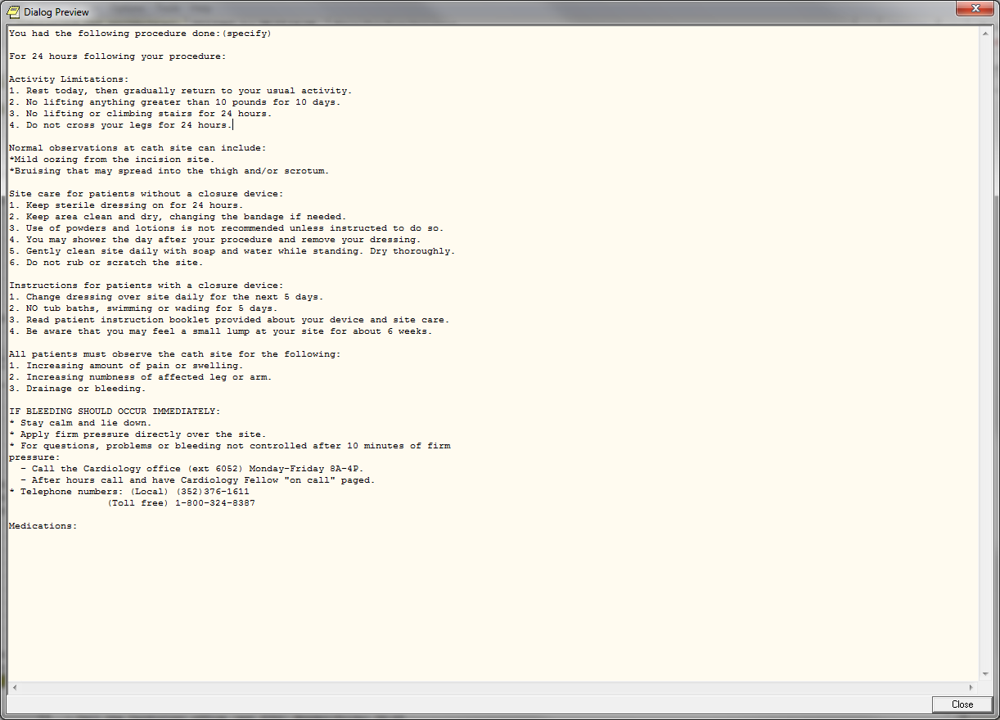 Dialog Preview
You had the following procedure done:(specify)
For 24 hours following your procedure:
Activity Limitations:
1. Rest today, then gradually return to your usual activity.
2. No lifting anything greater than 10 pounds for 10 days.
3. No lifting or climbing stairs for 24 hours.
4. Do not cross your legs for 24 hours.
Normal observations at cath site can include:
*Mild oozing from the incision site.
*Bruising that may spread into the thigh and/or scrotum.
Site care for patients without a closure device:
1. Keep sterile dressing on for 24 hours.
2. Keep area clean and dry, changing the bandage if needed.
3. Use of powders and lotions is not recommended unless instructed to do so.
4. You may shower the day after your procedure and remove your dressing.
5. Gently clean site daily with soap and water while standing. Dry thoroughly.
6. Do not rub or scratch the site.
Instructions for patients with a closure device:
1. Change dressing over site daily for the next 5 days.
2. NO tub baths, swimming or wading for 5 days.
3. Read patient instruction booklet provided about your device and site care.
4. Be aware that you may feel a small lump at your site for about 6 weeks.
All patients must observe the cath site for the following:
1. Increasing amount of pain or swelling.
2. Increasing numbness of affected leg or arm.
3. Drainage or bleeding.
IF BLEEDING SHOULD OCCUR IMMEDIATELY:
* Stay calm and lie down.
* Apply firm pressure directly over the site.
* For questions, problems or bleeding not controlled after 10 minutes of firm
pressure:
- Call the Cardiology office (ext 6052) Monday-Friday 8A-4P.
- After hours call and have Cardiology Fellow "on call" paged.
* Telephone numbers: (Local) (352)376-1611
(Toll free) 1-800-324-8387
Medications:
Close